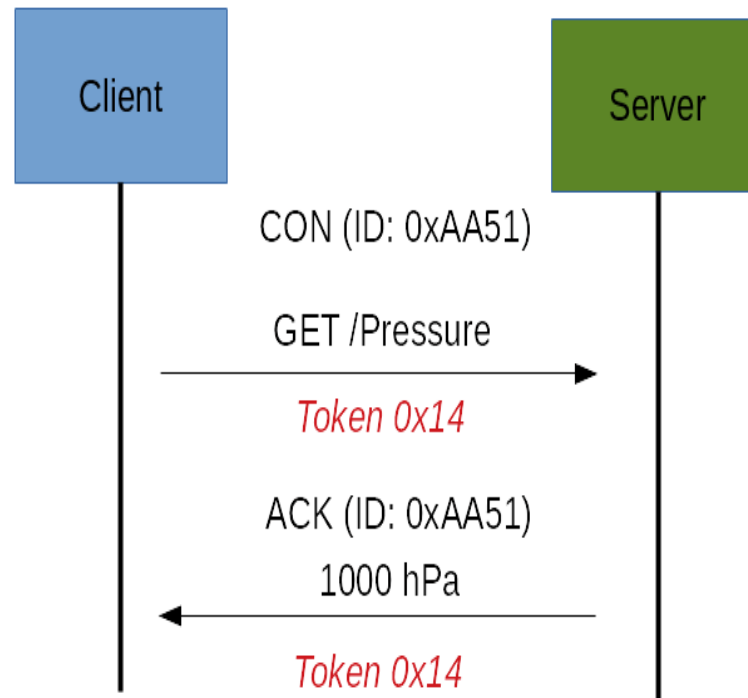 Client
Server
CON (ID: 0xAA51)
GET /Pressure
Token 0x14
ACK (ID: 0xAA51)
1000 hPa
Token 0x14